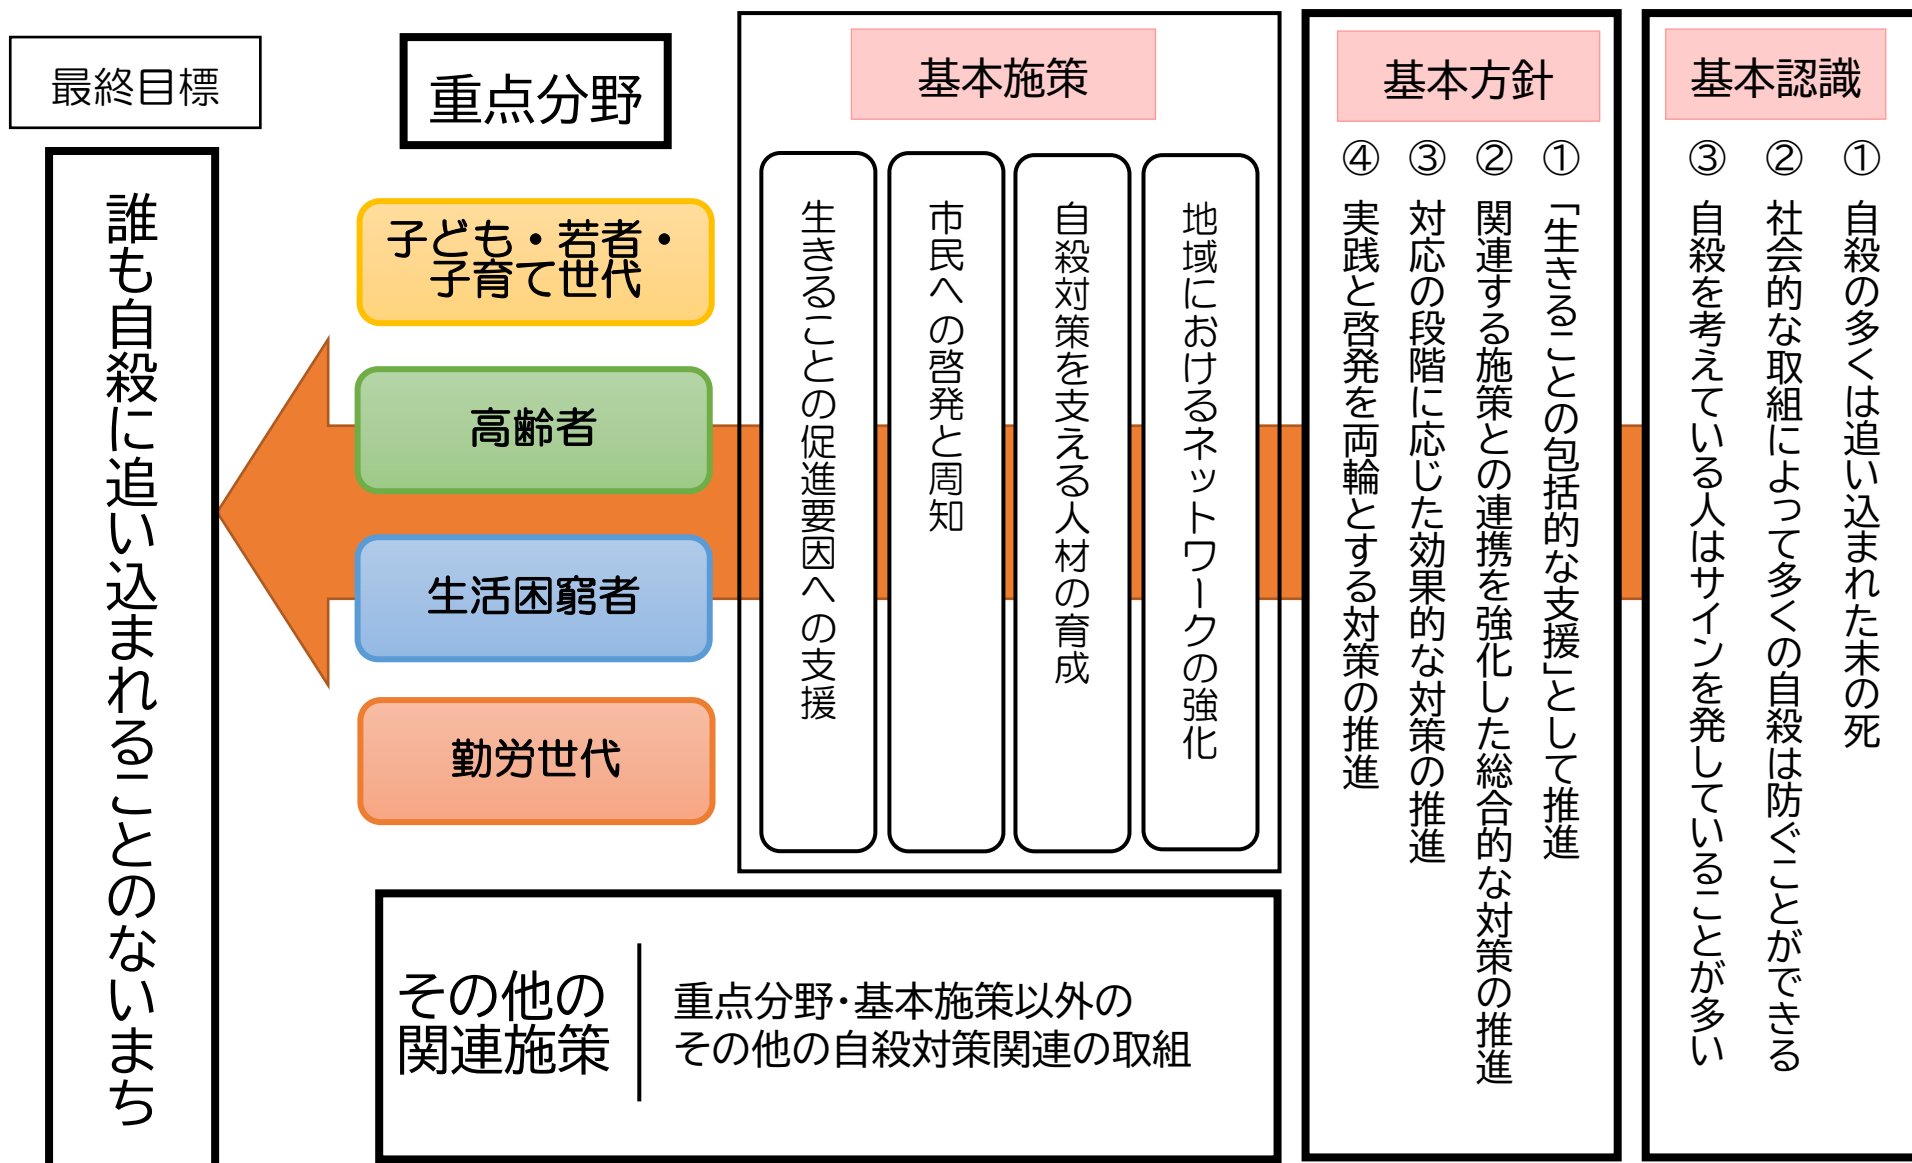 基本認識
① 自殺の多くは追い込まれた末の死
② 社会的な取組によって多くの自殺は防ぐことができる
③ 自殺を考えている人はサインを発していることが多い
基本方針
① 「生きることの包括的な支援」として推進
② 関連する施策との連携を強化した総合的な対策の推進
③ 対応の段階に応じた効果的な対策の推進
④ 実践と啓発を両輪とする対策の推進
基本施策
地域におけるネットワークの強化
自殺対策を支える人材の育成
市民への啓発と周知
生きることの促進要因への支援
重点分野
子ども・若者・
子育て世代
高齢者
生活困窮者
勤労世代
その他の
関連施策
重点分野・基本施策以外の
その他の自殺対策関連の取組
最終目標
誰も自殺に追い込まれることのないまち